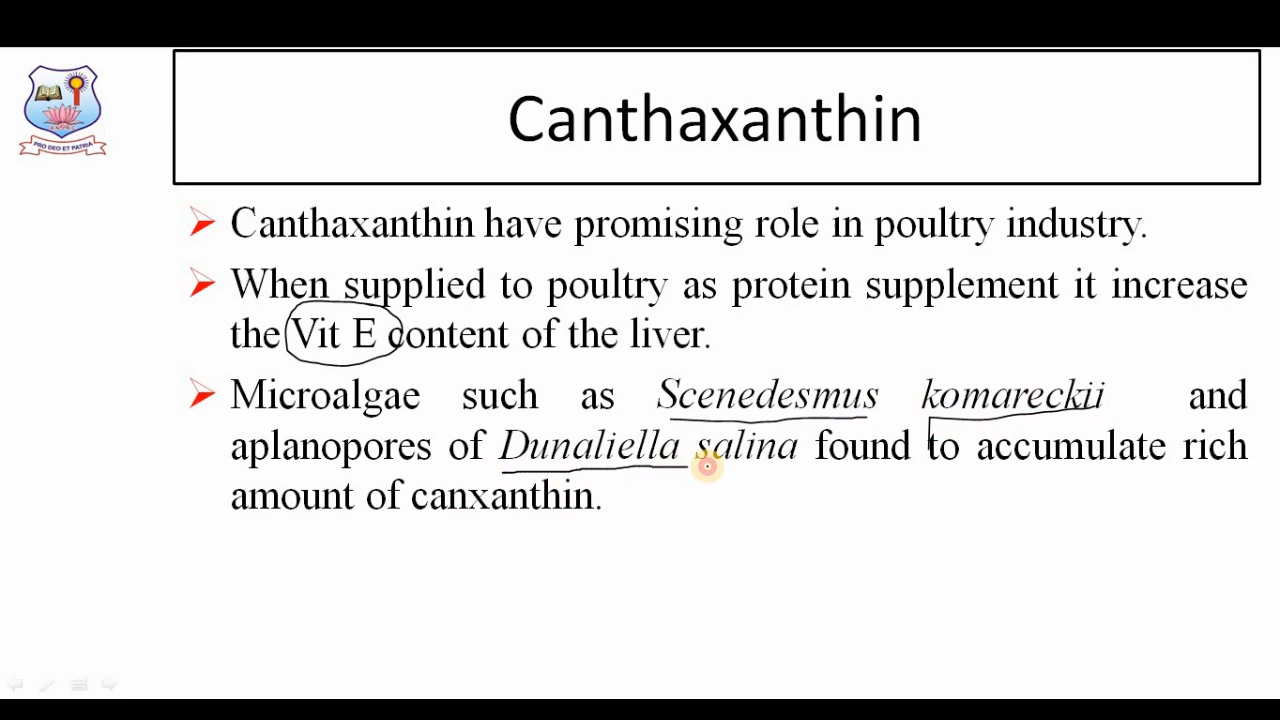 Canthaxanthin
PRO DEO ET PATRIA
Canthaxanthin have promising role in poultry industry.
When supplied to poultry as protein supplement it increase
the Vit E content of the liver.
Microalgae such as Scenedesmus komareckii and
aplanopores of Dunaliella salina found to accumulate rich
amount of canxanthin.